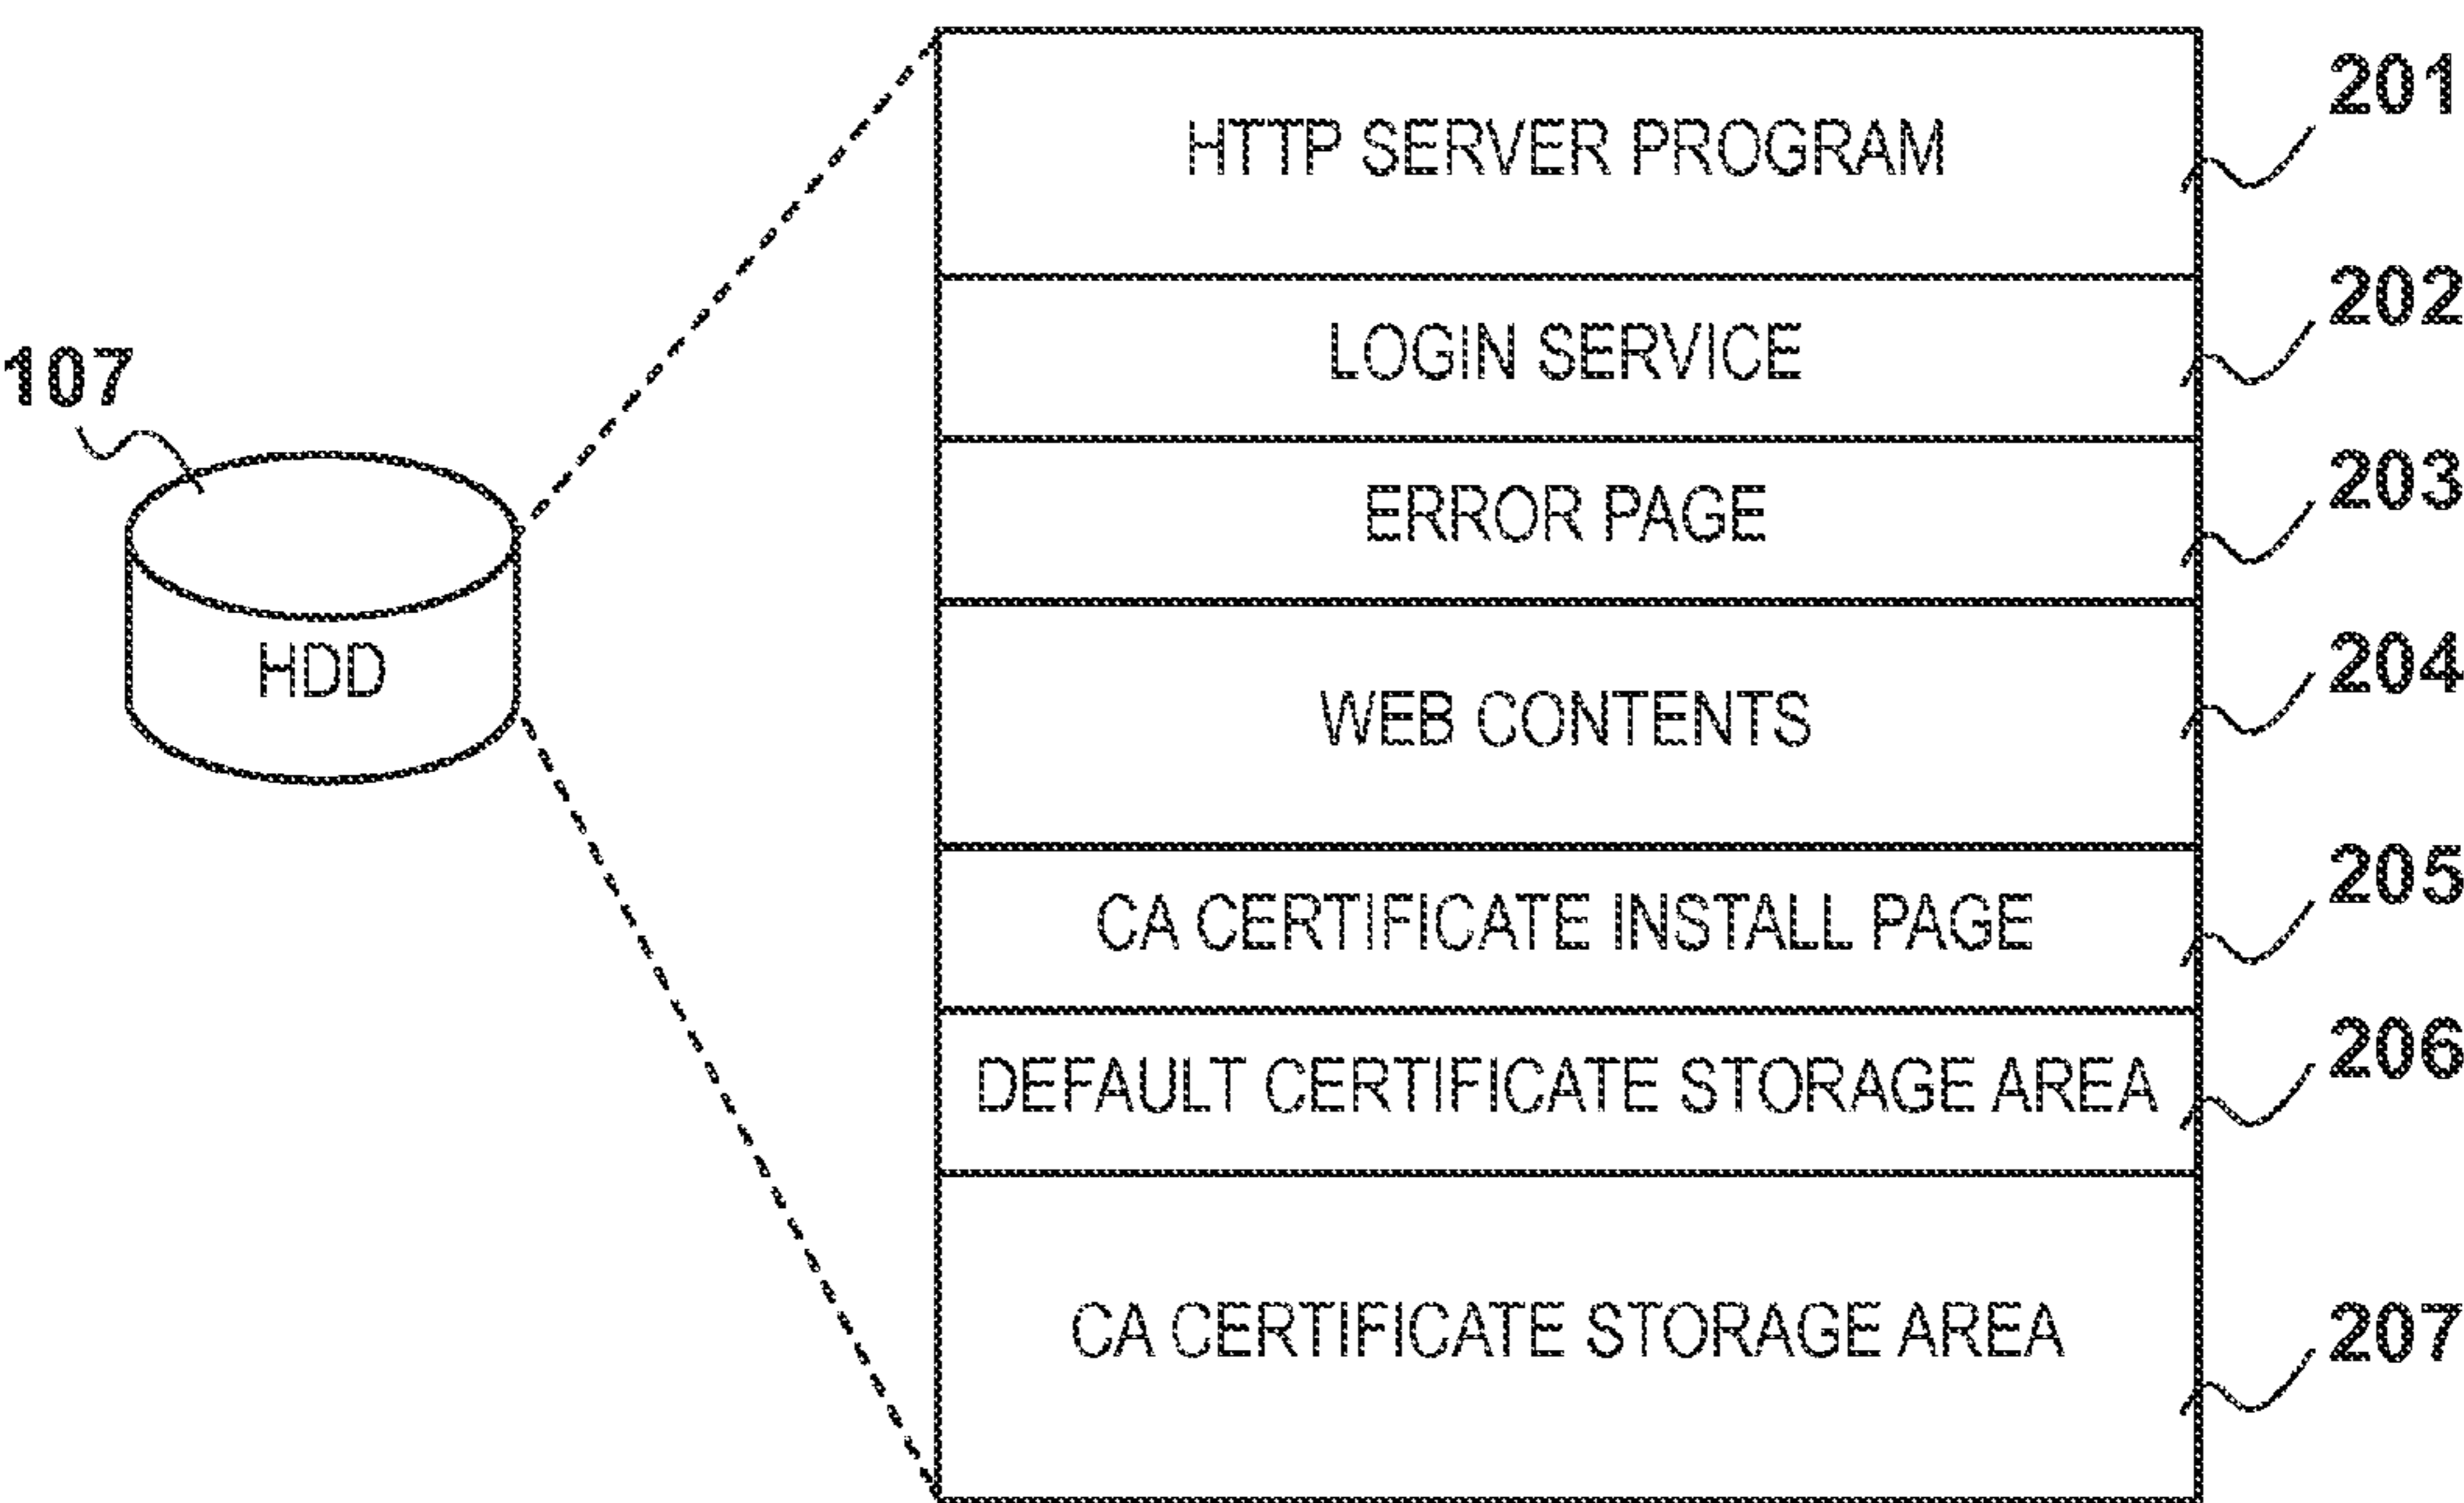 201
HTTP SERVER PROGRAM
202
LOGIN SERVICE
107
203
ERROR PAGE
HDD
204
WEB CONTENTS
205
CA CERTIFICATE INSTALL PAGE
206
DEFAULT CERTIFICATE STORAGE AREA
207
CA CERTIFICATE STORAGE AREA